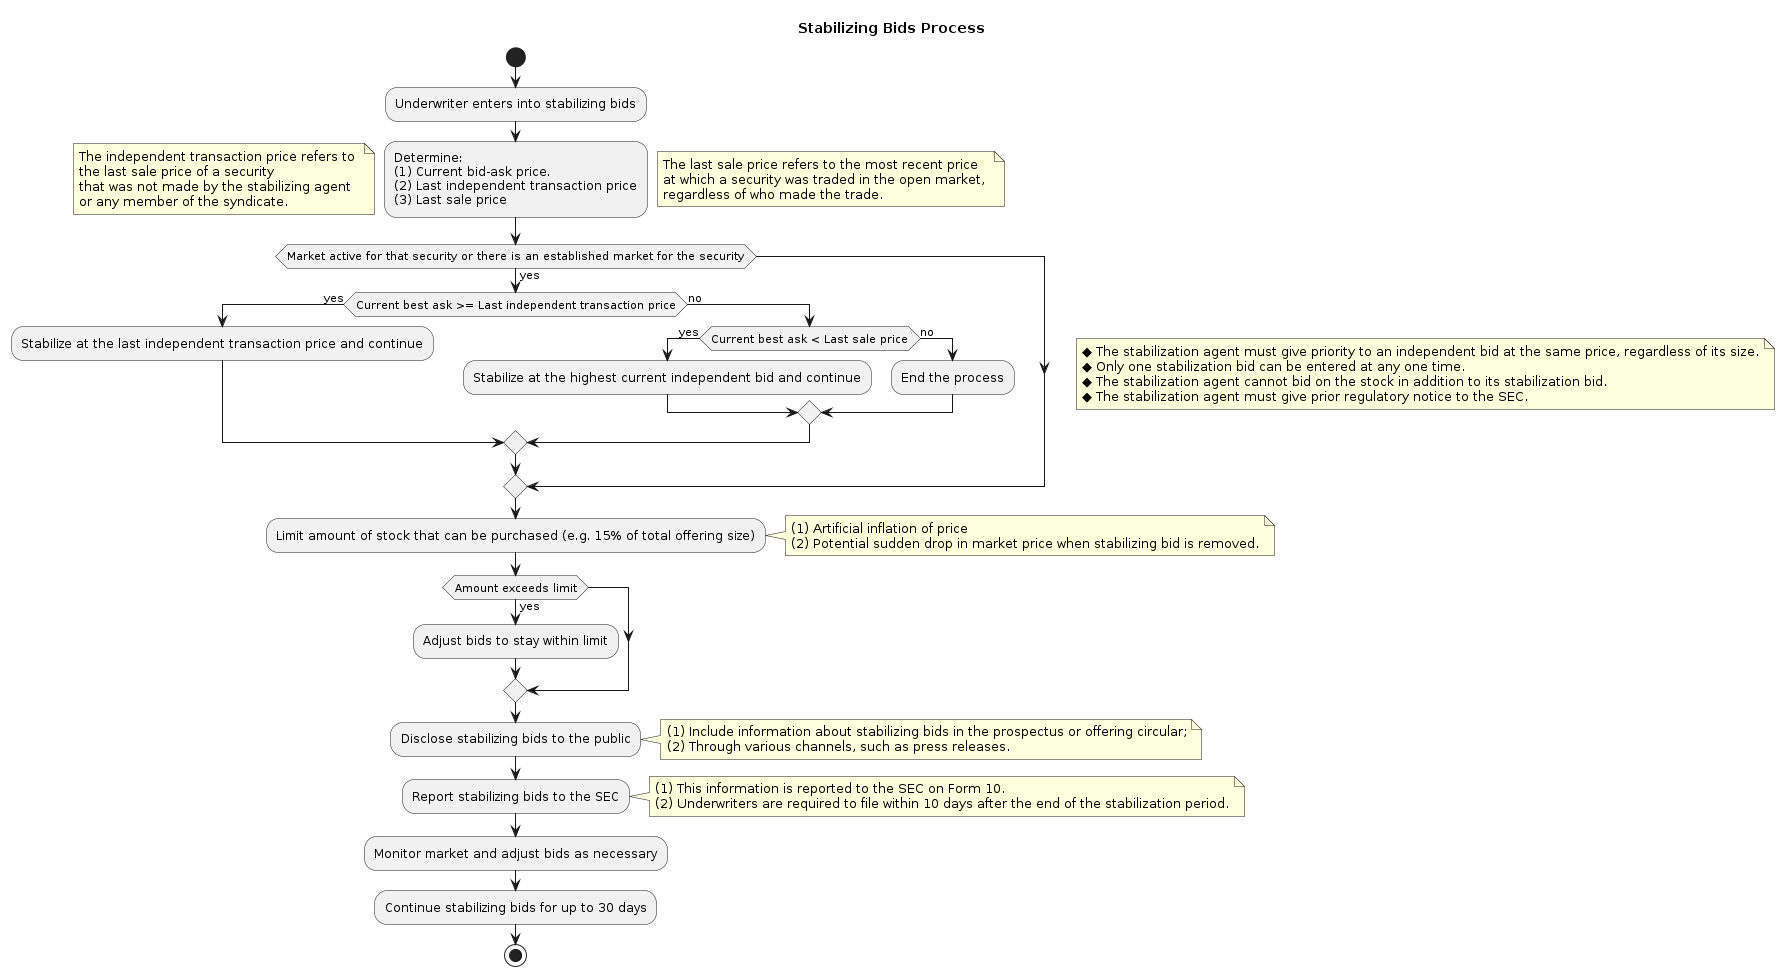 Stabilizing Bids Process
Underwriter enters into stabilizing bids
The independent transaction price refers to
the last sale price of a security
that was not made by the stabilizing agent
or any member of the syndicate.
Determine:
(1) Current bid-ask price.
(2) Last independent transaction price
(3) Last sale price
The last sale price refers to the most recent price
at which a security was traded in the open market,
regardless of who made the trade.
Market active for that security or there is an established market for the security
yes
yes
Current best ask >= Last independent transaction price
no
Stabilize at the last independent transaction price and continue
yes
Current best ask < Last sale price
no
Stabilize at the highest current independent bid and continue
End the process
◆ The stabilization agent must give priority to an independent bid at the same price, regardless of its size.
◆ Only one stabilization bid can be entered at any one time.
◆ The stabilization agent cannot bid on the stock in addition to its stabilization bid.
◆ The stabilization agent must give prior regulatory notice to the SEC.
Limit amount of stock that can be purchased (e.g. 15% of total offering size)
(1) Artificial inflation of price
(2) Potential sudden drop in market price when stabilizing bid is removed.
Amount exceeds limit
yes
Adjust bids to stay within limit
Disclose stabilizing bids to the public
(1) Include information about stabilizing bids in the prospectus or offering circular;
(2) Through various channels, such as press releases.
Report stabilizing bids to the SEC
(1) This information is reported to the SEC on Form 10.
(2) Underwriters are required to file within 10 days after the end of the stabilization period.
Monitor market and adjust bids as necessary
Continue stabilizing bids for up to 30 days